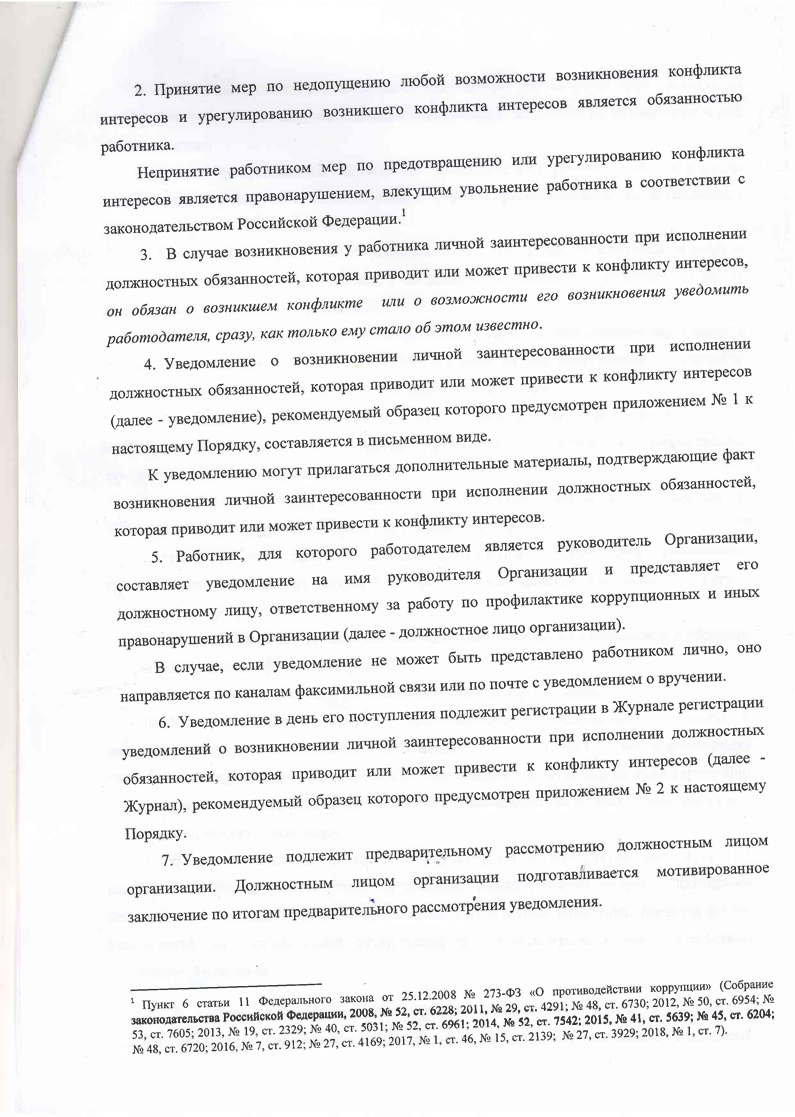 2. Принятие мер по недопущению любой возможности возникновения конфликта
интересов и урегулированию возникшего конфликта интересов является обязанностью
работника.
Непринятие работником мер по предотвращению или урегулированию конфликта
интересов является правонарушением, влекущим увольнение работника в соответствии с
законодательством Российской Федерации.¹
3. В случае возникновения у работника личной заинтересованности при исполнении
должностных обязанностей, которая приводит или может привести к конфликту интересов,
он обязан о возникшем конфликте или о возможности его возникновения уведомить
работодателя, сразу, как только ему стало об этом известно.
4. Уведомление о возникновении личной заинтересованности при исполнении
должностных обязанностей, которая приводит или может привести к конфликту интересов
(далее - уведомление), рекомендуемый образец которого предусмотрен приложением № 1 к
настоящему Порядку, составляется в письменном виде.
К уведомлению могут прилагаться дополнительные материалы, подтверждающие факт
возникновения личной заинтересованности при исполнении должностных обязанностей,
которая приводит или может привести к конфликту интересов.
5. Работник, для которого работодателем является руководитель Организации,
составляет уведомление на имя руководителя Организации и представляет его
должностному лицу, ответственному за работу по профилактике коррупционных и иных
правонарушений в Организации (далее - должностное лицо организации).
В случае, если уведомление не может быть представлено работником лично, оно
направляется по каналам факсимильной связи или по почте с уведомлением о вручении.
6. Уведомление в день его поступления подлежит регистрации в Журнале регистрации
уведомлений о возникновении личной заинтересованности при исполнении должностных
обязанностей, которая приводит или может привести к конфликту интересов (далее -
Журнал), рекомендуемый образец которого предусмотрен приложением № 2 к настоящему
Порядку.
7. Уведомление подлежит предварительному рассмотрению должностным лицом
организации. Должностным лицом организации подготавливается мотивированное
заключение по итогам предварительного рассмотрения уведомления.
¹ Пункт 6 статьи 11 Федерального закона от 25.12.2008 № 273-ФЗ «О противодействии коррупции» (Собрание
законодательства Российской Федерации, 2008, № 52, ст. 6228; 2011, № 29, ст. 4291; № 48, ст. 6730; 2012, № 50, ст. 6954; №
53, ст. 7605; 2013, № 19, ст. 2329; № 40, ст. 5031; № 52, ст. 6961; 2014, № 52, ст. 7542; 2015, № 41, ст. 5639; № 45, ст. 6204;
№ 48, ст. 6720; 2016, № 7, ст. 912; № 27, ст. 4169; 2017, № 1, ст. 46, № 15, ст. 2139; № 27, ст. 3929; 2018, № 1, ст. 7).